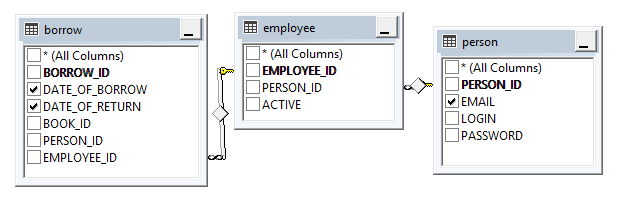 borrow
* (All Columns)
BORROW_ID
DATE_OF_BORROW
DATE_OF_RETURN
BOOK_ID
PERSON_ID
EMPLOYEE_ID
employee
* (All Columns)
EMPLOYEE_ID
PERSON_ID
ACTIVE
person
* (All Columns)
PERSON_ID
EMAIL
LOGIN
PASSWORD